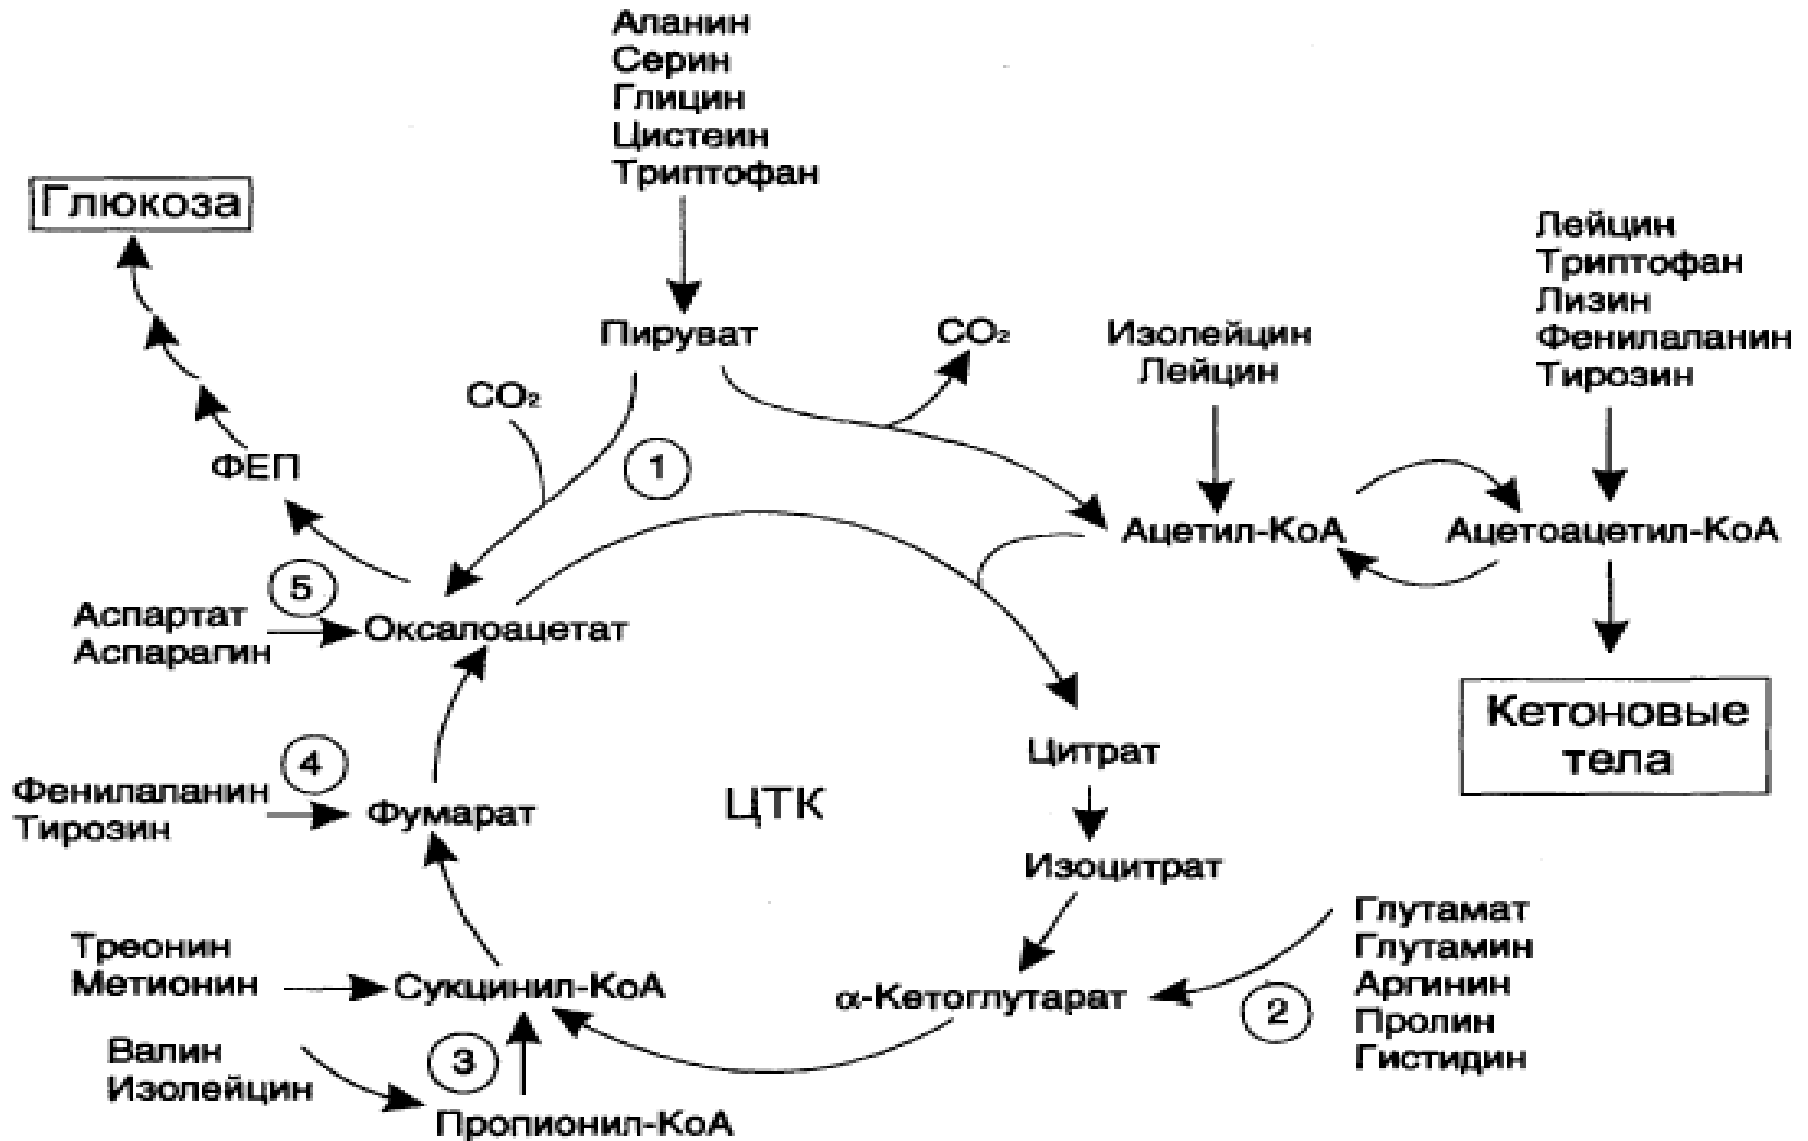 Аланин
Серин
Глицин
Цистеин
Триптофан
Глюкоза
Лейцин
Триптофан
Лизин
Фенилаланин
Тирозин
Пируват
CO₂
Изолейцин
Лейцин
CO₂
ФЕП
1
Ацетил-КоА
Ацетоацетил-КоА
5
Аспартат
Аспарагин
Оксалоацетат
Кетоновые
тела
Цитрат
4
Фенилаланин
Тирозин
Фумарат
ЦТК
Изоцитрат
Глутамат
Глутамин
Аргинин
Пролин
Гистидин
Треонин
Метионин
Сукцинил-КоА
α-Кетоглутарат
2
Валин
Изолейцин
3
Пропионил-КоА